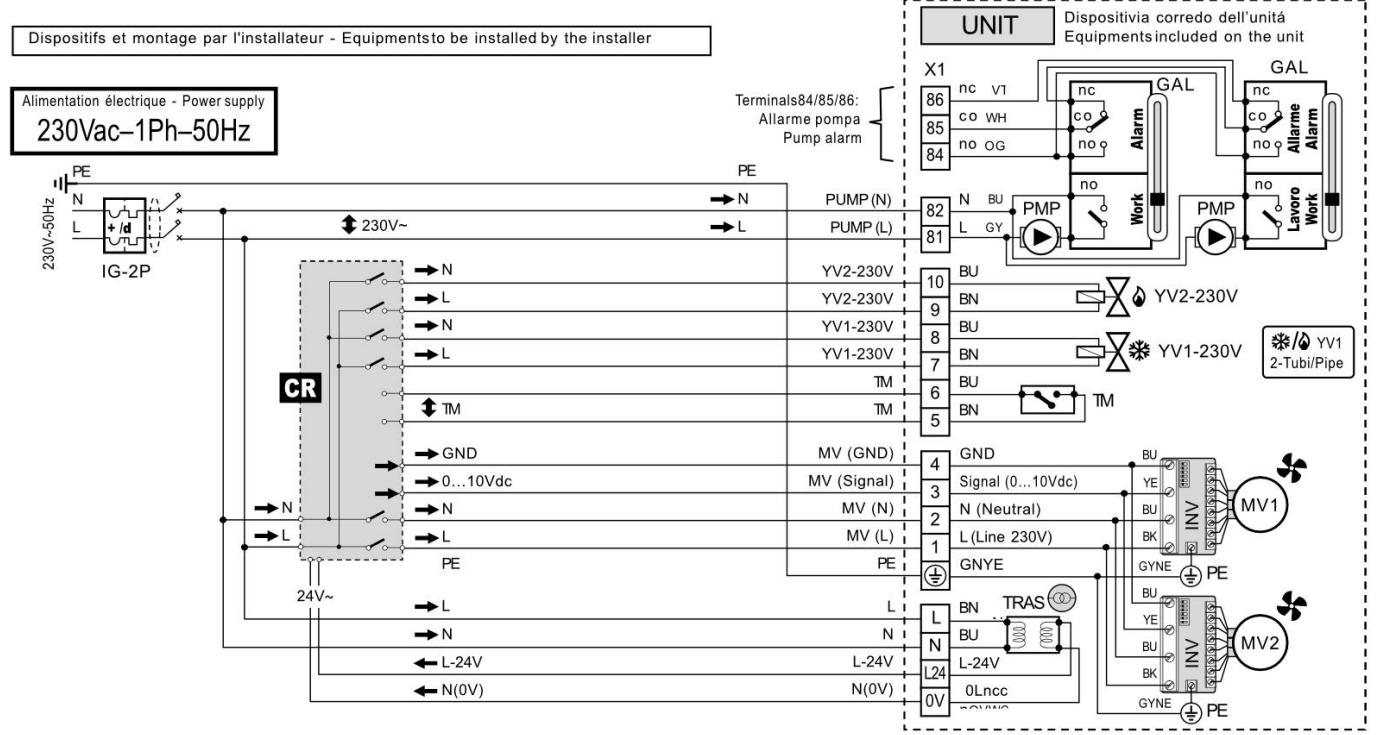 Dispositifs et montage par l'installateur - Equipments to be installed by the installer
UNIT
Dispositivia corredo dell'unitá
Equipments included on the unit
Alimentation électrique - Power supply
230Vac–1Ph–50Hz
Terminals84/85/86:
Allarme pompa
Pump alarm
X1
86 nc VT
85 co WH
84 no OG
GAL
nc
co
no
Alarm
no
Work
PMP
GAL
nc
co
no
Allarme
Alarm
no
Lavoro
Work
PMP
PE
PE
230V~50Hz
N
L
+ /d
IG-2P
230V~
N PUMP (N) 82 N BU
L PUMP (L) 81 L GY
N YV2-230V 10 BU
L YV2-230V 9 BN
YV2-230V
N YV1-230V 8 BU
L YV1-230V 7 BN
YV1-230V
YV1
2-Tubi/Pipe
CR
TM 6 BU
TM TM 5 BN
TM
GND MV (GND) 4 GND
0...10Vdc MV (Signal) 3 Signal (0...10Vdc)
N N MV (N) 2 N (Neutral)
L L MV (L) 1 L (Line 230V)
PE PE GNYE
BU
YE
BU
BK
GYNE
INV
MV1
PE
24V~
L L L BN
N N N BU
L-24V L-24V L24 L-24V
N(0V) N(0V) 0V 0Lncc
TRAS
BU
YE
BU
BK
GYNE
INV
MV2
PE